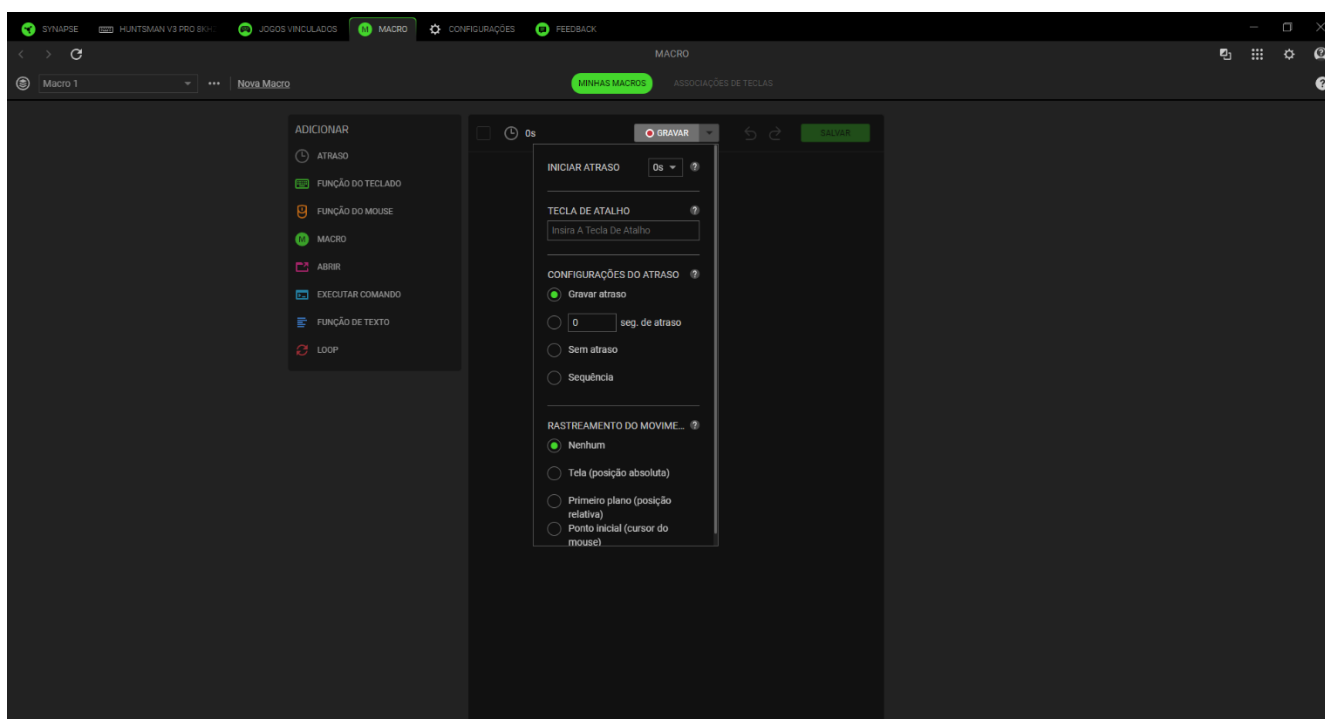 SYNAPSE
HUNTSMAN V3 PRO 8KH
JOGOS VINCULADOS
M MACRO
CONFIGURAÇÕES
FEEDBACK
MACRO
Macro 1
Nova Macro
MINHAS MACROS
ASSOCIAÇÕES DE TECLAS
ADICIONAR
ATRASO
FUNÇÃO DO TECLADO
FUNÇÃO DO MOUSE
M MACRO
ABRIR
EXECUTAR COMANDO
FUNÇÃO DE TEXTO
LOOP
0s
GRAVAR
SALVAR
INICIAR ATRASO 0s ?
TECLA DE ATALHO ?
Insira A Tecla De Atalho
CONFIGURAÇÕES DO ATRASO ?
Gravar atraso
0 seg. de atraso
Sem atraso
Sequência
RASTREAMENTO DO MOVIME... ?
Nenhum
Tela (posição absoluta)
Primeiro plano (posição
relativa)
Ponto inicial (cursor do
mouse)